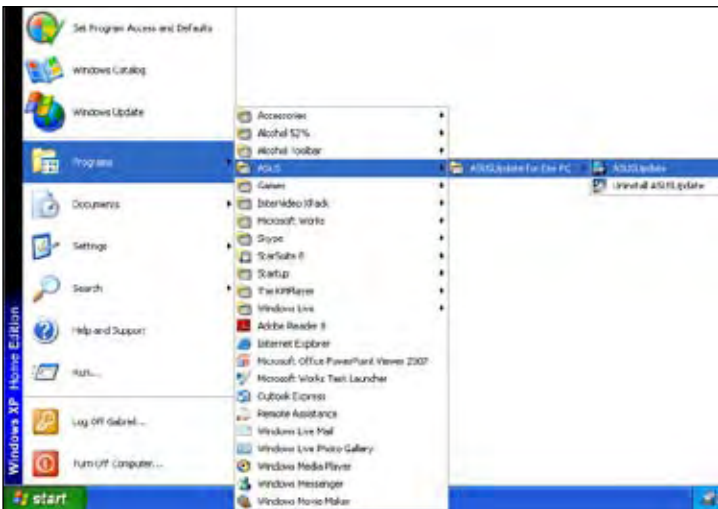 Set Program Access and Defaults
Windows Catalog
Windows Update
Programs
Documents
Settings
Search
Help and Support
Run...
Log Off Gabriel...
Turn Off Computer...
Windows XP Home Edition
start
Accessories
Alcohol 52%
Alcohol Toolbar
ASUS
Games
InterVideo XPack
Microsoft Works
Skype
StarSuite 8
Startup
The KMPlayer
Windows Live
Adobe Reader 8
Internet Explorer
Microsoft Office PowerPoint Viewer 2007
Microsoft Works Task Launcher
Outlook Express
Remote Assistance
Windows Live Mail
Windows Live Photo Gallery
Windows Media Player
Windows Messenger
Windows Movie Maker
ASUSUpdate for Eee PC
ASUSUpdate
Uninstall ASUSUpdate